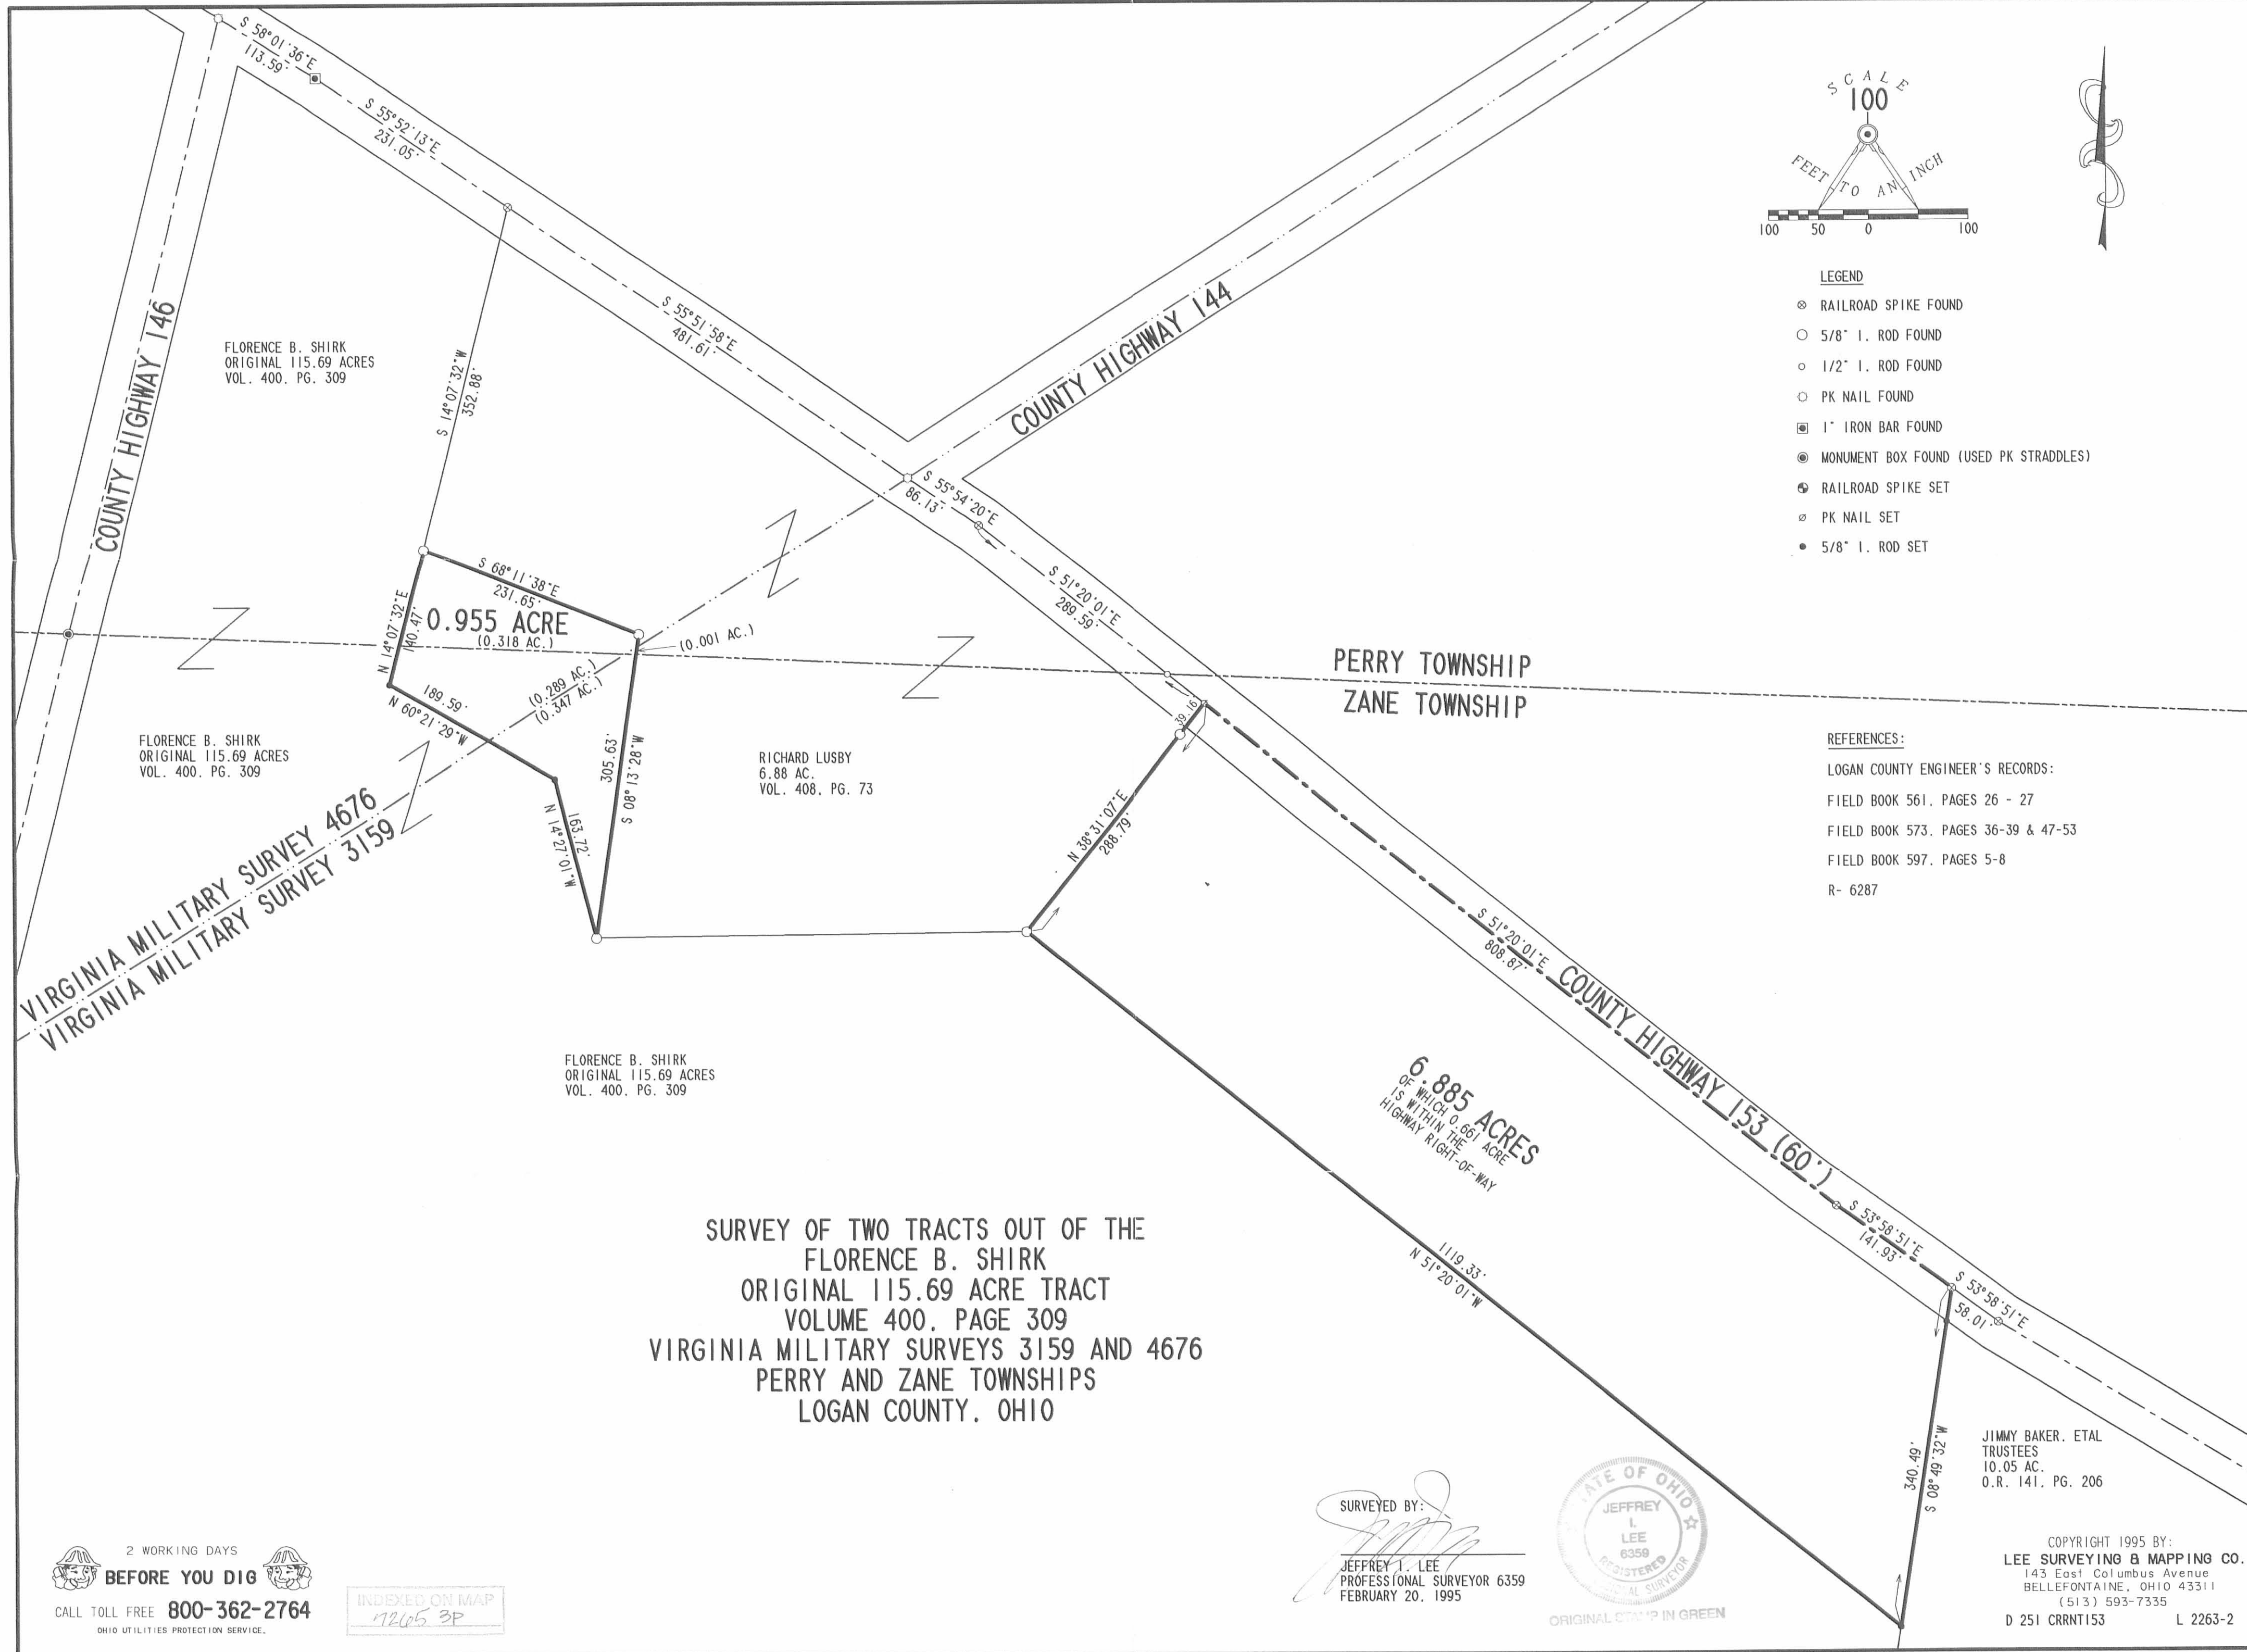 S 58°01'36"E
113.59'
S 55°52'13"E
231.05'
S 55°51'58"E
481.61'
COUNTY HIGHWAY 146
COUNTY HIGHWAY 144
FLORENCE B. SHIRK
ORIGINAL 115.69 ACRES
VOL. 400. PG. 309
S 14°07'32"W
352.88'
S 55°54'20"E
86.13'
S 51°20'01"E
289.59'
S 68°11'38"E
231.65'
N 14°07'32"E
140.47'
0.955 ACRE
(0.318 AC.)
(0.001 AC.)
(0.289 AC.)
(0.347 AC.)
189.59'
N 60°21'29"W
163.72'
N 14°27'01"W
305.63'
S 08°13'28"W
FLORENCE B. SHIRK
ORIGINAL 115.69 ACRES
VOL. 400. PG. 309
RICHARD LUSBY
6.88 AC.
VOL. 408, PG. 73
PERRY TOWNSHIP
ZANE TOWNSHIP
39.16'
N 38°31'07"E
288.79'
VIRGINIA MILITARY SURVEY 4676
VIRGINIA MILITARY SURVEY 3159
S 51°20'01"E
808.87'
COUNTY HIGHWAY 153 (60')
FLORENCE B. SHIRK
ORIGINAL 115.69 ACRES
VOL. 400. PG. 309
6.885 ACRES
OF WHICH 0.661 ACRE
IS WITHIN THE
HIGHWAY RIGHT-OF-WAY
1119.33'
N 51°20'01"W
S 53°58'51"E
141.93'
S 53°58'51"E
58.01'
340.49'
S 08°49'32"W
JIMMY BAKER. ETAL
TRUSTEES
10.05 AC.
O.R. 141. PG. 206
SCALE
100
FEET TO AN INCH
100 50 0 100
LEGEND
RAILROAD SPIKE FOUND
5/8" I. ROD FOUND
1/2" I. ROD FOUND
PK NAIL FOUND
1" IRON BAR FOUND
MONUMENT BOX FOUND (USED PK STRADDLES)
RAILROAD SPIKE SET
PK NAIL SET
5/8" I. ROD SET
REFERENCES:
LOGAN COUNTY ENGINEER'S RECORDS:
FIELD BOOK 561. PAGES 26 - 27
FIELD BOOK 573. PAGES 36-39 & 47-53
FIELD BOOK 597. PAGES 5-8
R- 6287
SURVEY OF TWO TRACTS OUT OF THE
FLORENCE B. SHIRK
ORIGINAL 115.69 ACRE TRACT
VOLUME 400. PAGE 309
VIRGINIA MILITARY SURVEYS 3159 AND 4676
PERRY AND ZANE TOWNSHIPS
LOGAN COUNTY. OHIO
2 WORKING DAYS
BEFORE YOU DIG
CALL TOLL FREE 800-362-2764
OHIO UTILITIES PROTECTION SERVICE.
INDEXED ON MAP
7265 3P
SURVEYED BY:
JEFFREY I. LEE
PROFESSIONAL SURVEYOR 6359
FEBRUARY 20, 1995
STATE OF OHIO
JEFFREY
I.
LEE
6359
REGISTERED
SURVEYOR
ORIGINAL STAMP IN GREEN
COPYRIGHT 1995 BY:
LEE SURVEYING & MAPPING CO.
143 East Columbus Avenue
BELLEFONTAINE, OHIO 43311
(513) 593-7335
D 251 CRRNT153 L 2263-2